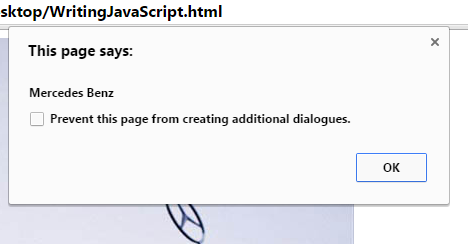 sktop/WritingJavaScript.html
This page says:
Mercedes Benz
Prevent this page from creating additional dialogues.
OK